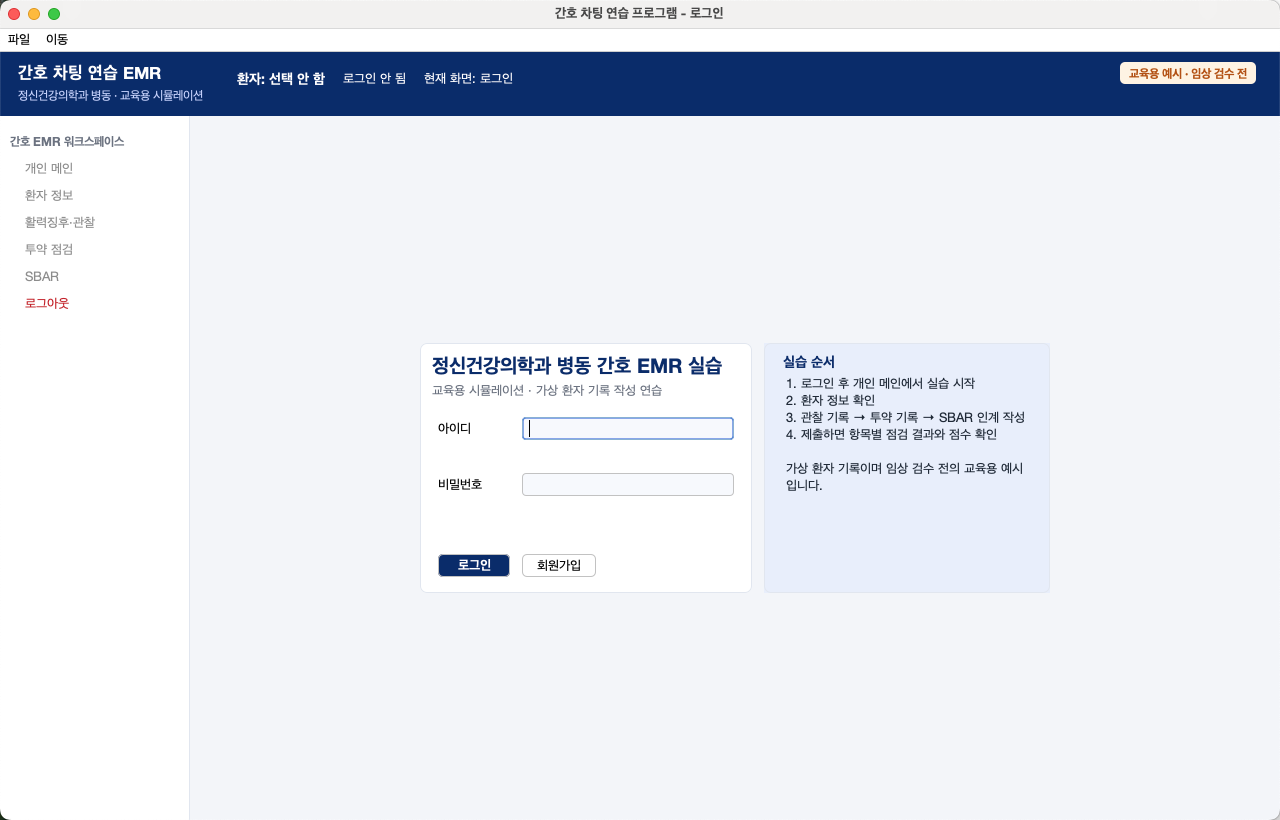 간호 차팅 연습 프로그램 - 로그인
파일 이동
간호 차팅 연습 EMR
정신건강의학과 병동 · 교육용 시뮬레이션
환자: 선택 안 함 로그인 안 됨 현재 화면: 로그인
교육용 예시 · 임상 검수 전
간호 EMR 워크스페이스
개인 메인
환자 정보
활력징후·관찰
투약 점검
SBAR
로그아웃
정신건강의학과 병동 간호 EMR 실습
교육용 시뮬레이션 · 가상 환자 기록 작성 연습
아이디
비밀번호
로그인 회원가입
실습 순서
1. 로그인 후 개인 메인에서 실습 시작
2. 환자 정보 확인
3. 관찰 기록 → 투약 기록 → SBAR 인계 작성
4. 제출하면 항목별 점검 결과와 점수 확인
가상 환자 기록이며 임상 검수 전의 교육용 예시
입니다.